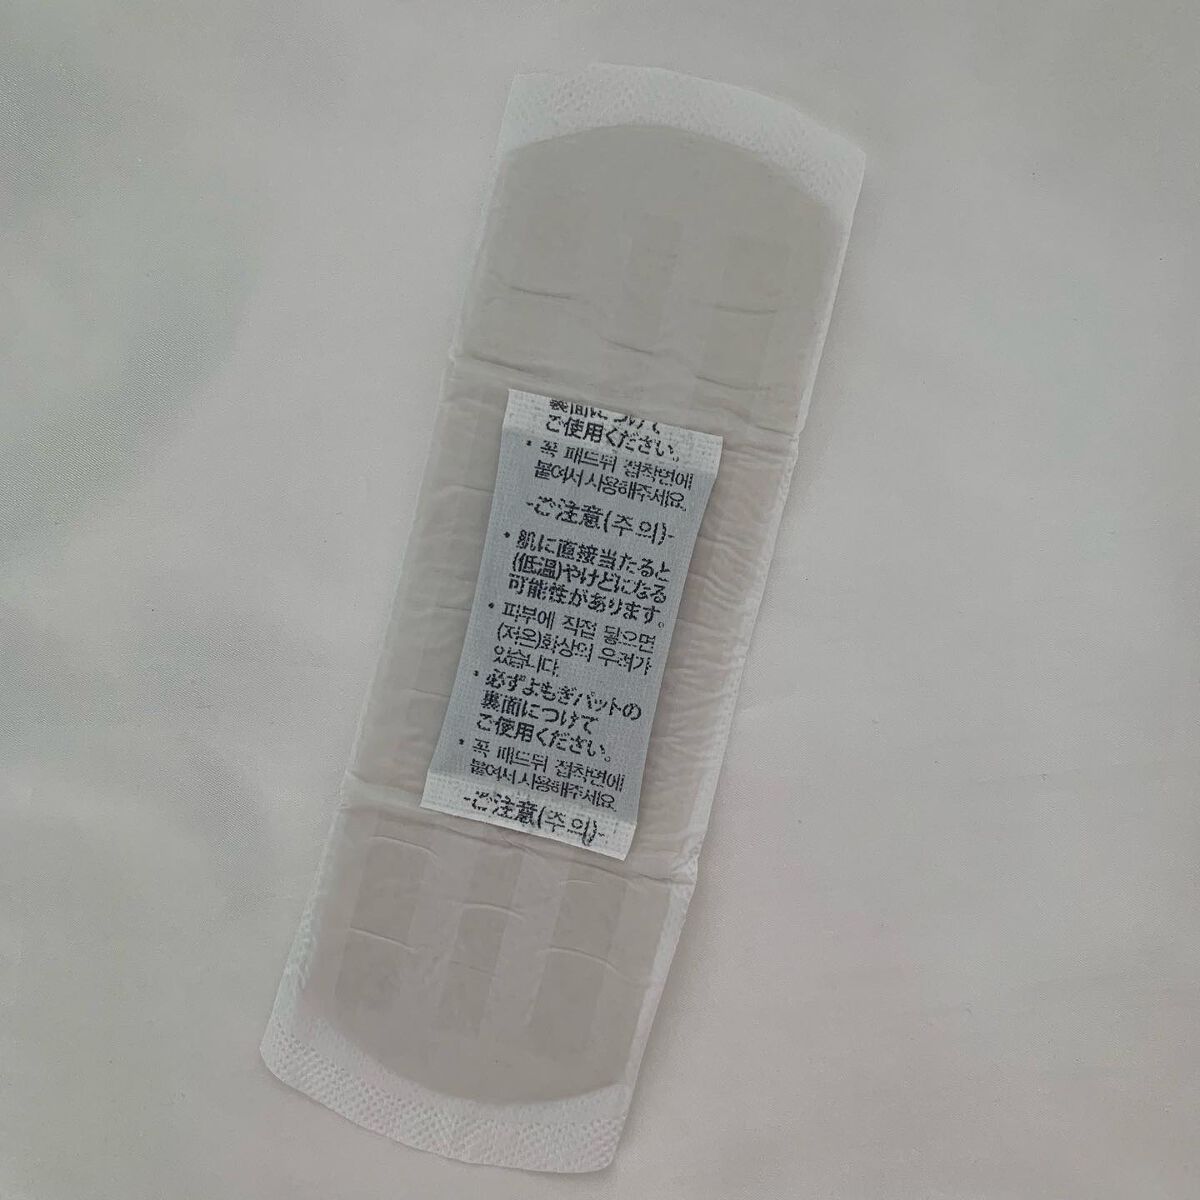 裏面につけて
ご使用ください。
・꼭 패드뒤 접착면에
붙여서 사용해주세요.
-ご注意(주의)-
・肌に直接当たると
(低温)やけどになる
可能性があります。
・피부에 직접 닿으면
(저온)화상의 우려가
있습니다.
・必ずよもぎパットの
裏面につけて
ご使用ください。
・꼭 패드뒤 접착면에
붙여서 사용해주세요.
-ご注意(주의)-